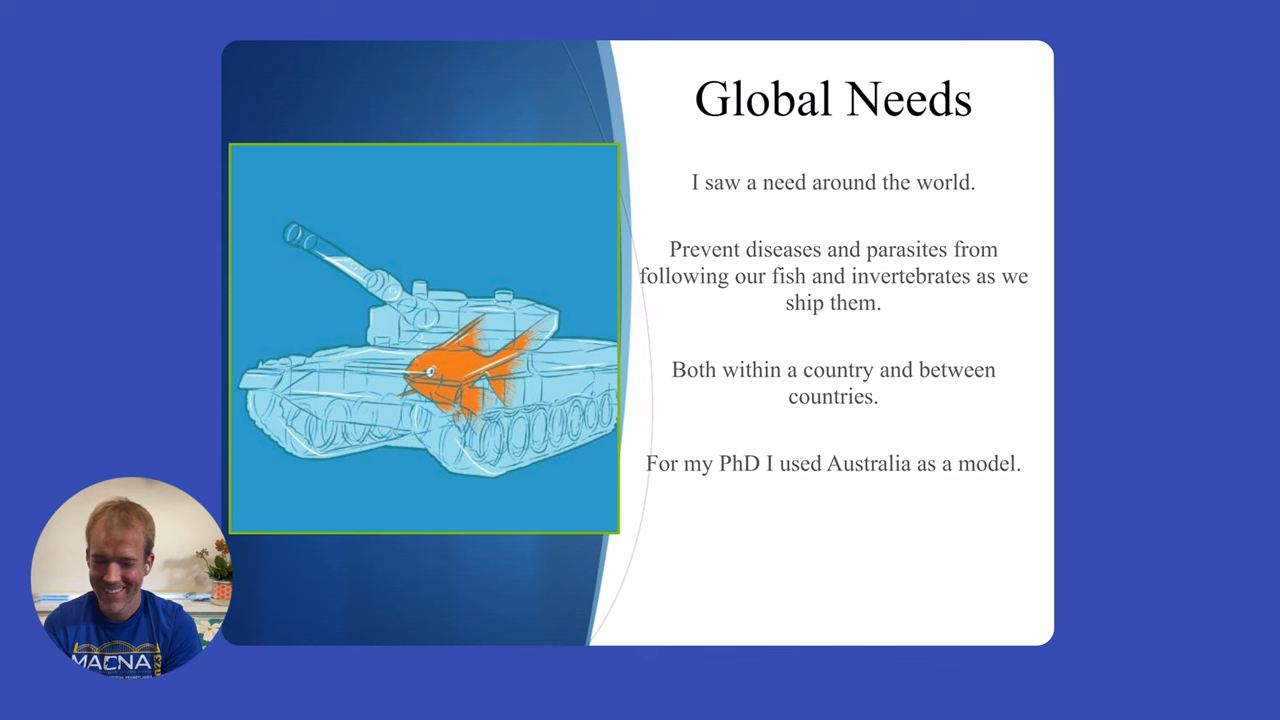 Global Needs
I saw a need around the world.
Prevent diseases and parasites from
following our fish and invertebrates as we
ship them.
Both within a country and between
countries.
For my PhD I used Australia as a model.
MACNA
2023